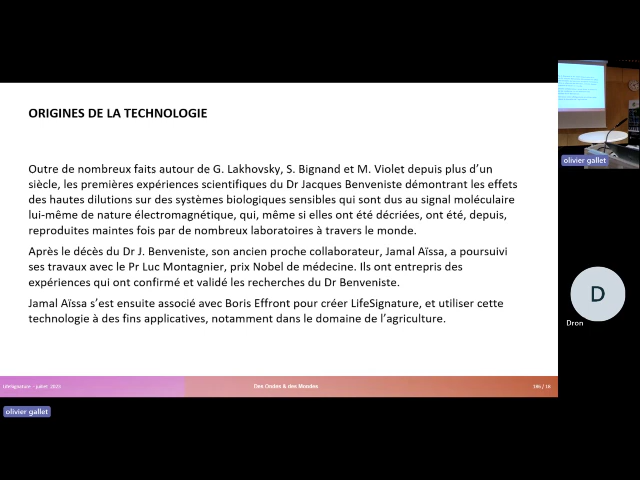 ORIGINES DE LA TECHNOLOGIE
Outre de nombreux faits autour de G. Lakhovsky, S. Bignand et M. Violet depuis plus d'un
siècle, les premières expériences scientifiques du Dr Jacques Benveniste démontrant les effets
des hautes dilutions sur des systèmes biologiques sensibles qui sont dus au signal moléculaire
lui-même de nature électromagnétique, qui, même si elles ont été décriées, ont été, depuis,
reproduites maintes fois par de nombreux laboratoires à travers le monde.
Après le décès du Dr J. Benveniste, son ancien proche collaborateur, Jamal Aïssa, a poursuivi
ses travaux avec le Pr Luc Montagnier, prix Nobel de médecine. Ils ont entrepris des
expériences qui ont confirmé et validé les recherches du Dr Benveniste.
Jamal Aïssa s'est ensuite associé avec Boris Effront pour créer LifeSignature, et utiliser cette
technologie à des fins applicatives, notamment dans le domaine de l'agriculture.
LifeSignature - juillet 2023
Des Ondes & des Mondes
olivier gallet
olivier gallet
D
Dron